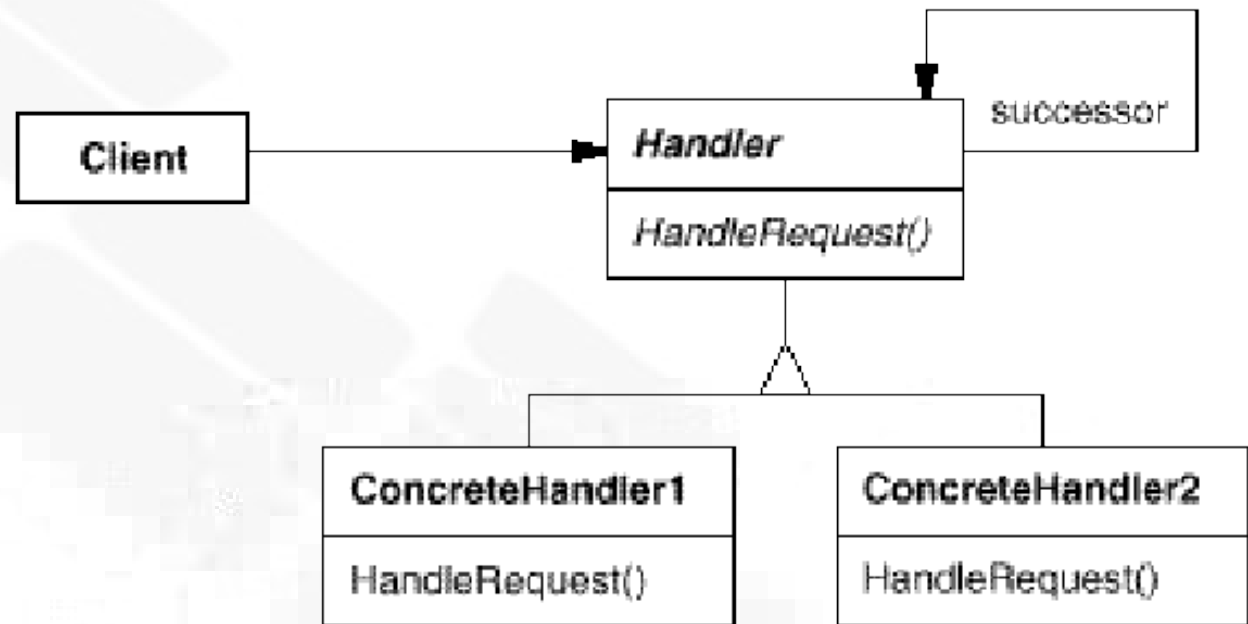 successor
Client
Handler
HandleRequest()
ConcreteHandler1
ConcreteHandler2
HandleRequest()
HandleRequest()